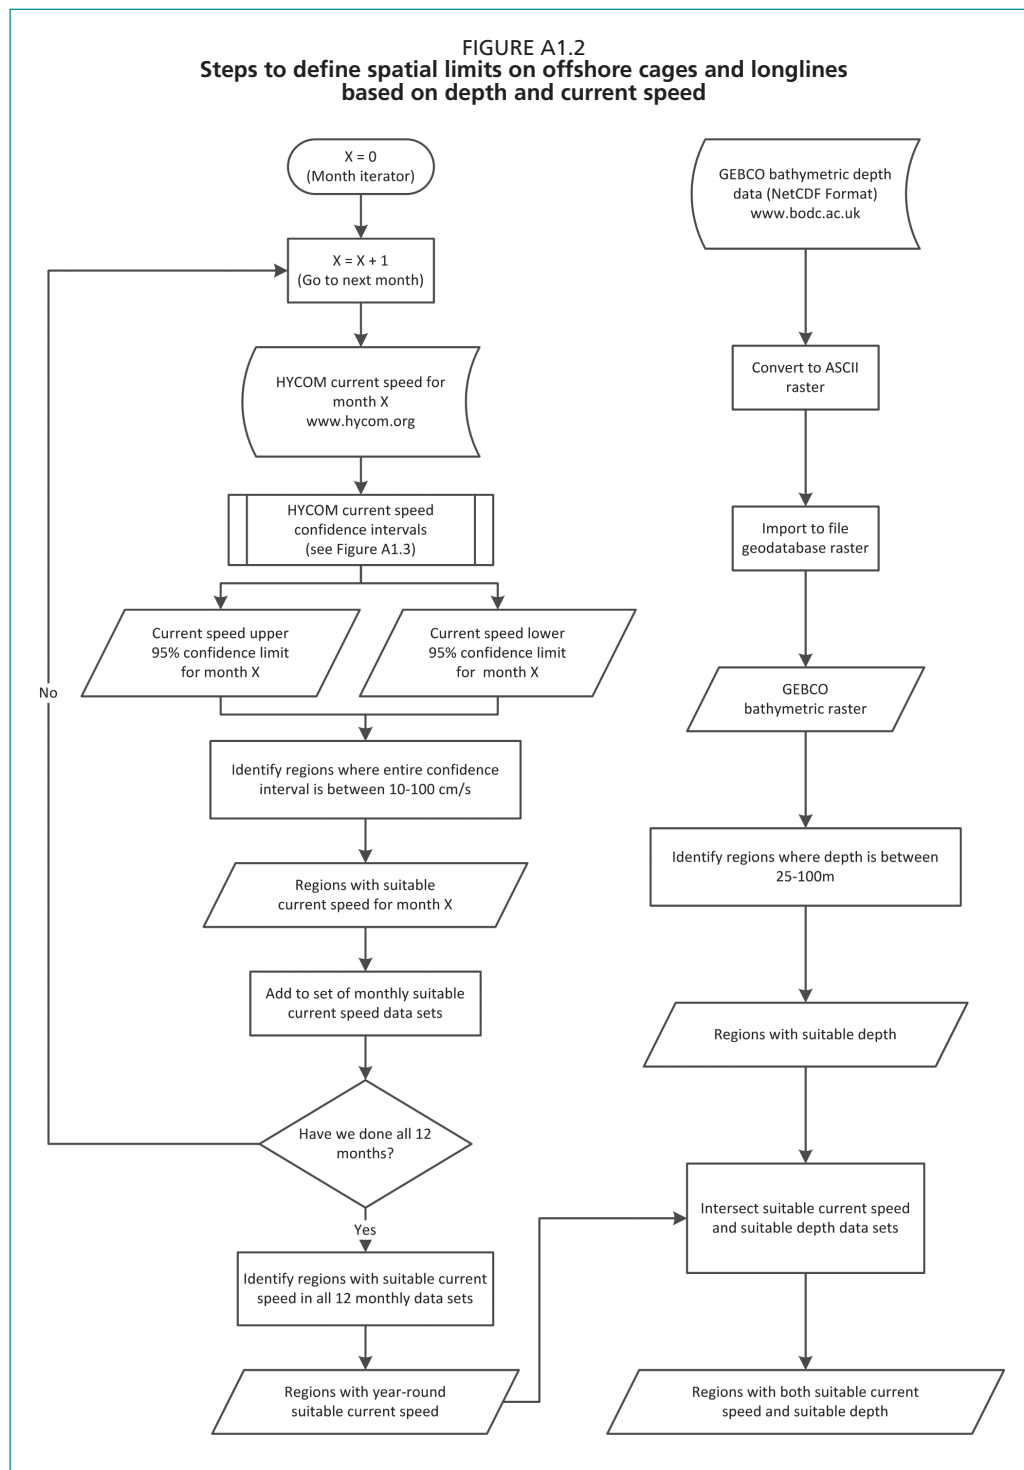 FIGURE A1.2
Steps to define spatial limits on offshore cages and longlines
based on depth and current speed
X = 0
(Month iterator)
X = X + 1
(Go to next month)
HYCOM current speed for
month X
www.hycom.org
HYCOM current speed
confidence intervals
(see Figure A1.3)
Current speed upper
95% confidence limit
for month X
Current speed lower
95% confidence limit
for month X
No
Identify regions where entire confidence
interval is between 10-100 cm/s
Regions with suitable
current speed for month X
Add to set of monthly suitable
current speed data sets
Have we done all 12
months?
Yes
Identify regions with suitable current
speed in all 12 monthly data sets
Regions with year-round
suitable current speed
GEBCO bathymetric depth
data (NetCDF Format)
www.bodc.ac.uk
Convert to ASCII
raster
Import to file
geodatabase raster
GEBCO
bathymetric raster
Identify regions where depth is between
25-100m
Regions with suitable depth
Intersect suitable current speed
and suitable depth data sets
Regions with both suitable current
speed and suitable depth